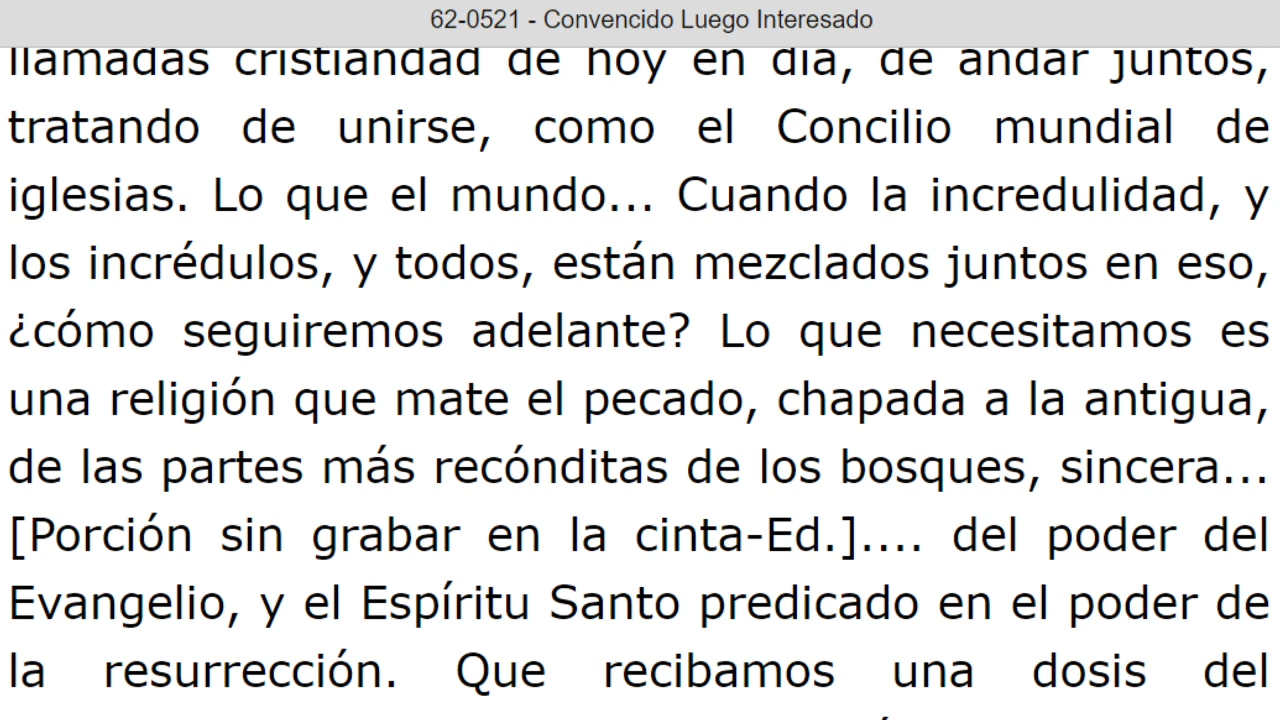 62-0521 - Convencido Luego Interesado
llamadas cristiandad de hoy en día, de andar juntos,
tratando de unirse, como el Concilio mundial de
iglesias. Lo que el mundo... Cuando la incredulidad, y
los incrédulos, y todos, están mezclados juntos en eso,
¿cómo seguiremos adelante? Lo que necesitamos es
una religión que mate el pecado, chapada a la antigua,
de las partes más recónditas de los bosques, sincera...
[Porción sin grabar en la cinta-Ed.].... del poder del
Evangelio, y el Espíritu Santo predicado en el poder de
la resurrección. Que recibamos una dosis del